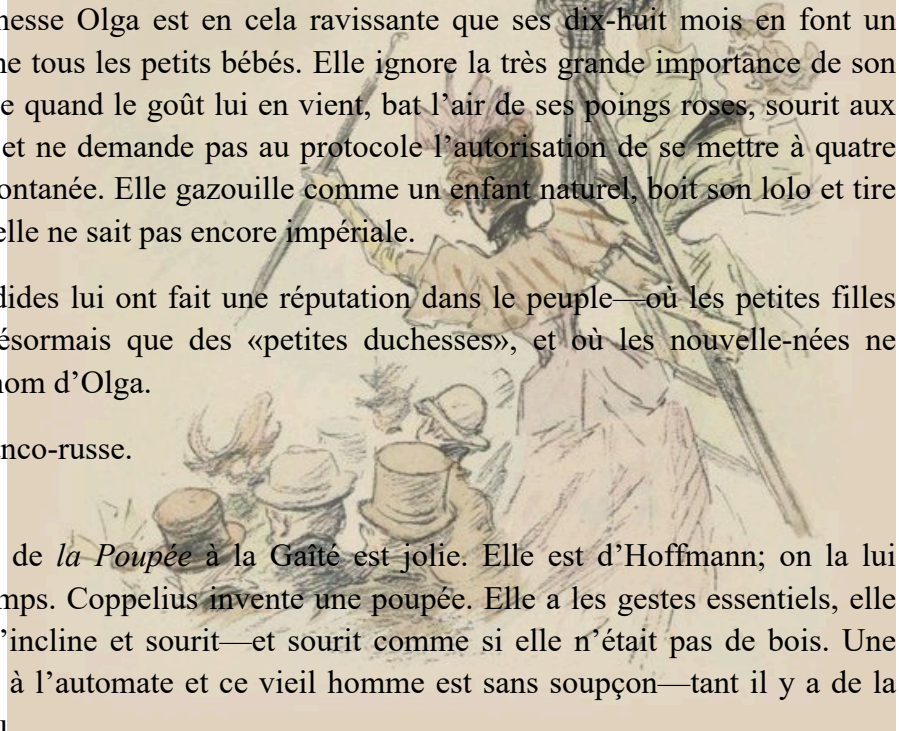 nesse Olga est en cela ravissante que ses dix-huit mois en font un
ne tous les petits bébés. Elle ignore la très grande importance de son
e quand le goût lui en vient, bat l’air de ses poings roses, sourit aux
et ne demande pas au protocole l’autorisation de se mettre à quatre
ontanée. Elle gazouille comme un enfant naturel, boit son lolo et tire
elle ne sait pas encore impériale.
dides lui ont fait une réputation dans le peuple—où les petites filles
ésormais que des «petites duchesses», et où les nouvelle-nées ne
nom d’Olga.
nco-russe.
de la Poupée à la Gaîté est jolie. Elle est d’Hoffmann; on la lui
mps. Coppelius invente une poupée. Elle a les gestes essentiels, elle
’incline et sourit—et sourit comme si elle n’était pas de bois. Une
à l’automate et ce vieil homme est sans soupçon—tant il y a de la